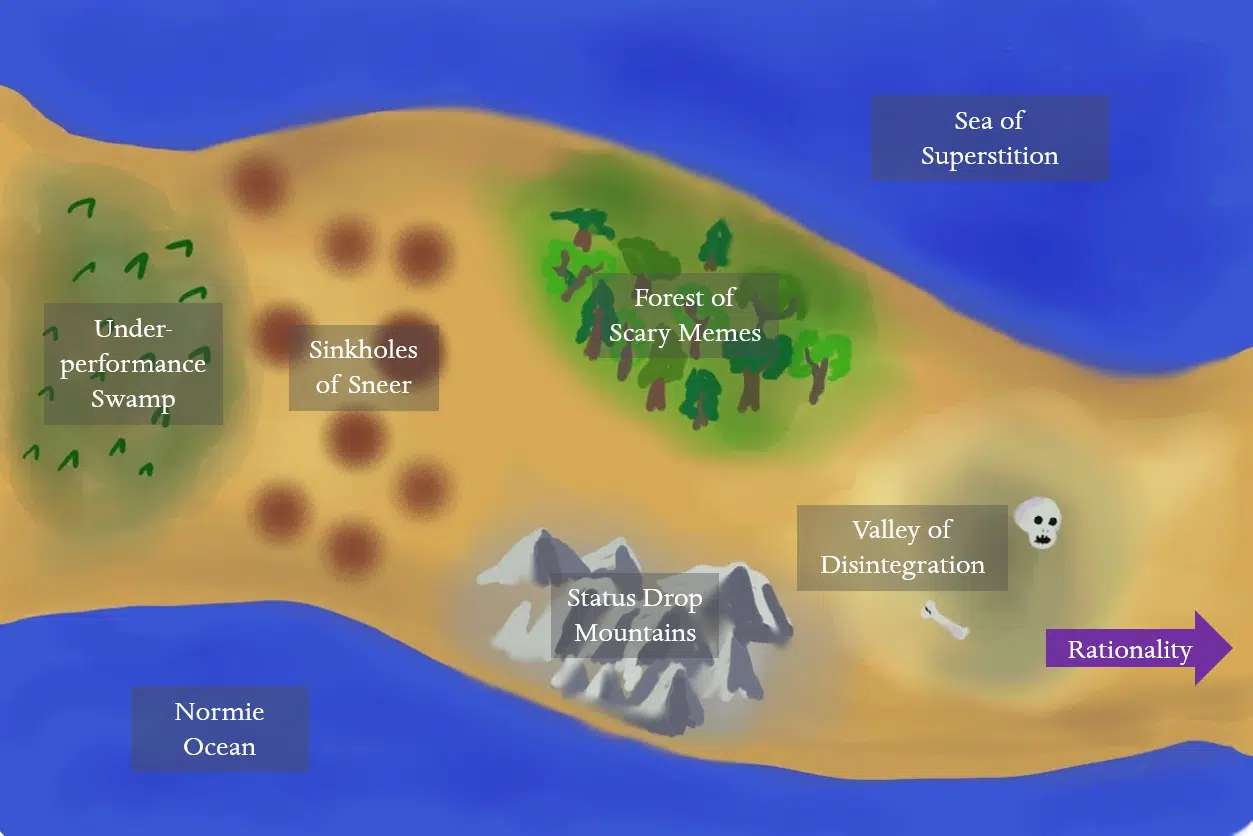 Sea of
Superstition
Forest of
Scary Memes
Under-
performance
Swamp
Sinkholes
of Sneer
Valley of
Disintegration
Status Drop
Mountains
Rationality
Normie
Ocean